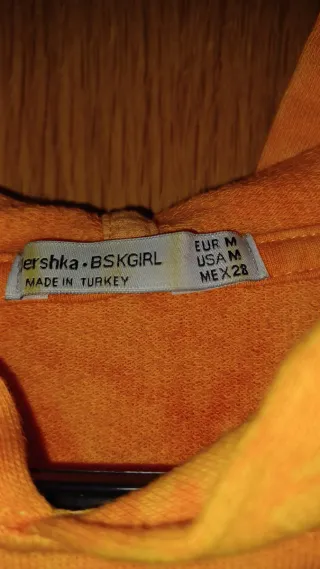 ershka • BSKGIRL
MADE IN TURKEY
EUR M
USA M
MEX 28